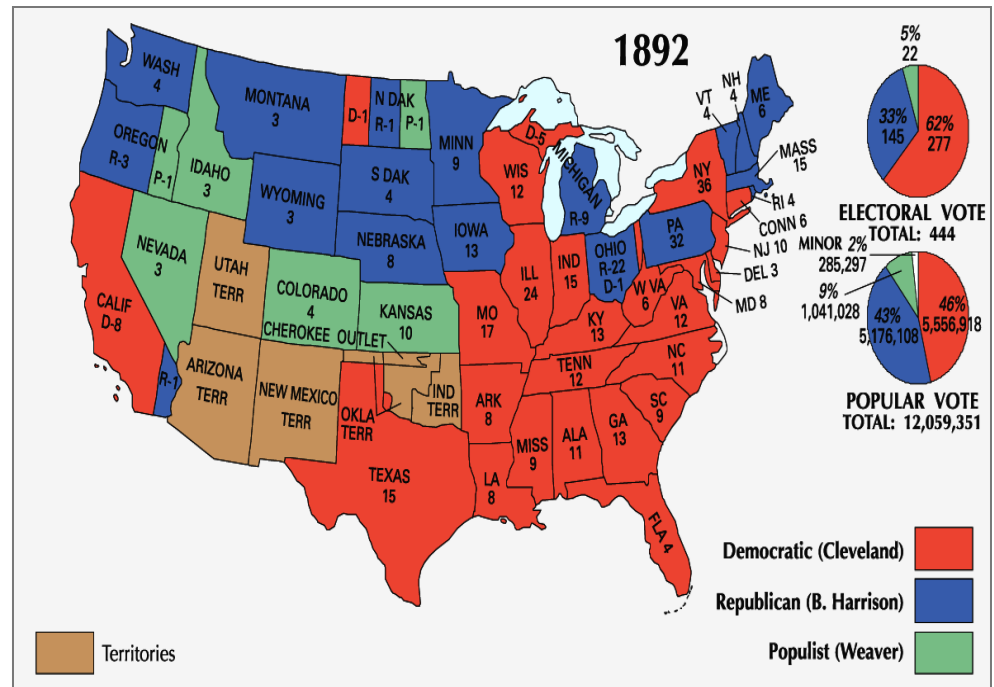 1892
WASH
4
OREGON
R-3
P-1
CALIF
D-8
R-1
NEVADA
3
IDAHO
3
MONTANA
3
WYOMING
3
UTAH
TERR
COLORADO
4
ARIZONA
TERR
NEW MEXICO
TERR
D-1
N DAK
R-1
P-1
S DAK
4
NEBRASKA
8
KANSAS
10
CHEROKEE OUTLET
OKLA
TERR
IND
TERR
TEXAS
15
MINN
9
IOWA
13
MO
17
ARK
8
LA
8
WIS
12
D-5
MICHIGAN
R-9
ILL
24
IND
15
OHIO
R-22
D-1
KY
13
TENN
12
MISS
9
ALA
11
GA
13
FLA 4
SC
9
NC
11
VA
12
W VA
6
PA
32
NY
36
VT
4
NH
4
ME
6
MASS
15
RI 4
CONN 6
NJ 10
DEL 3
MD 8
5%
22
33%
145
62%
277
ELECTORAL VOTE
TOTAL: 444
MINOR 2%
285,297
9%
1,041,028
43%
5,176,108
46%
5,556,918
POPULAR VOTE
TOTAL: 12,059,351
Democratic (Cleveland)
Republican (B. Harrison)
Populist (Weaver)
Territories